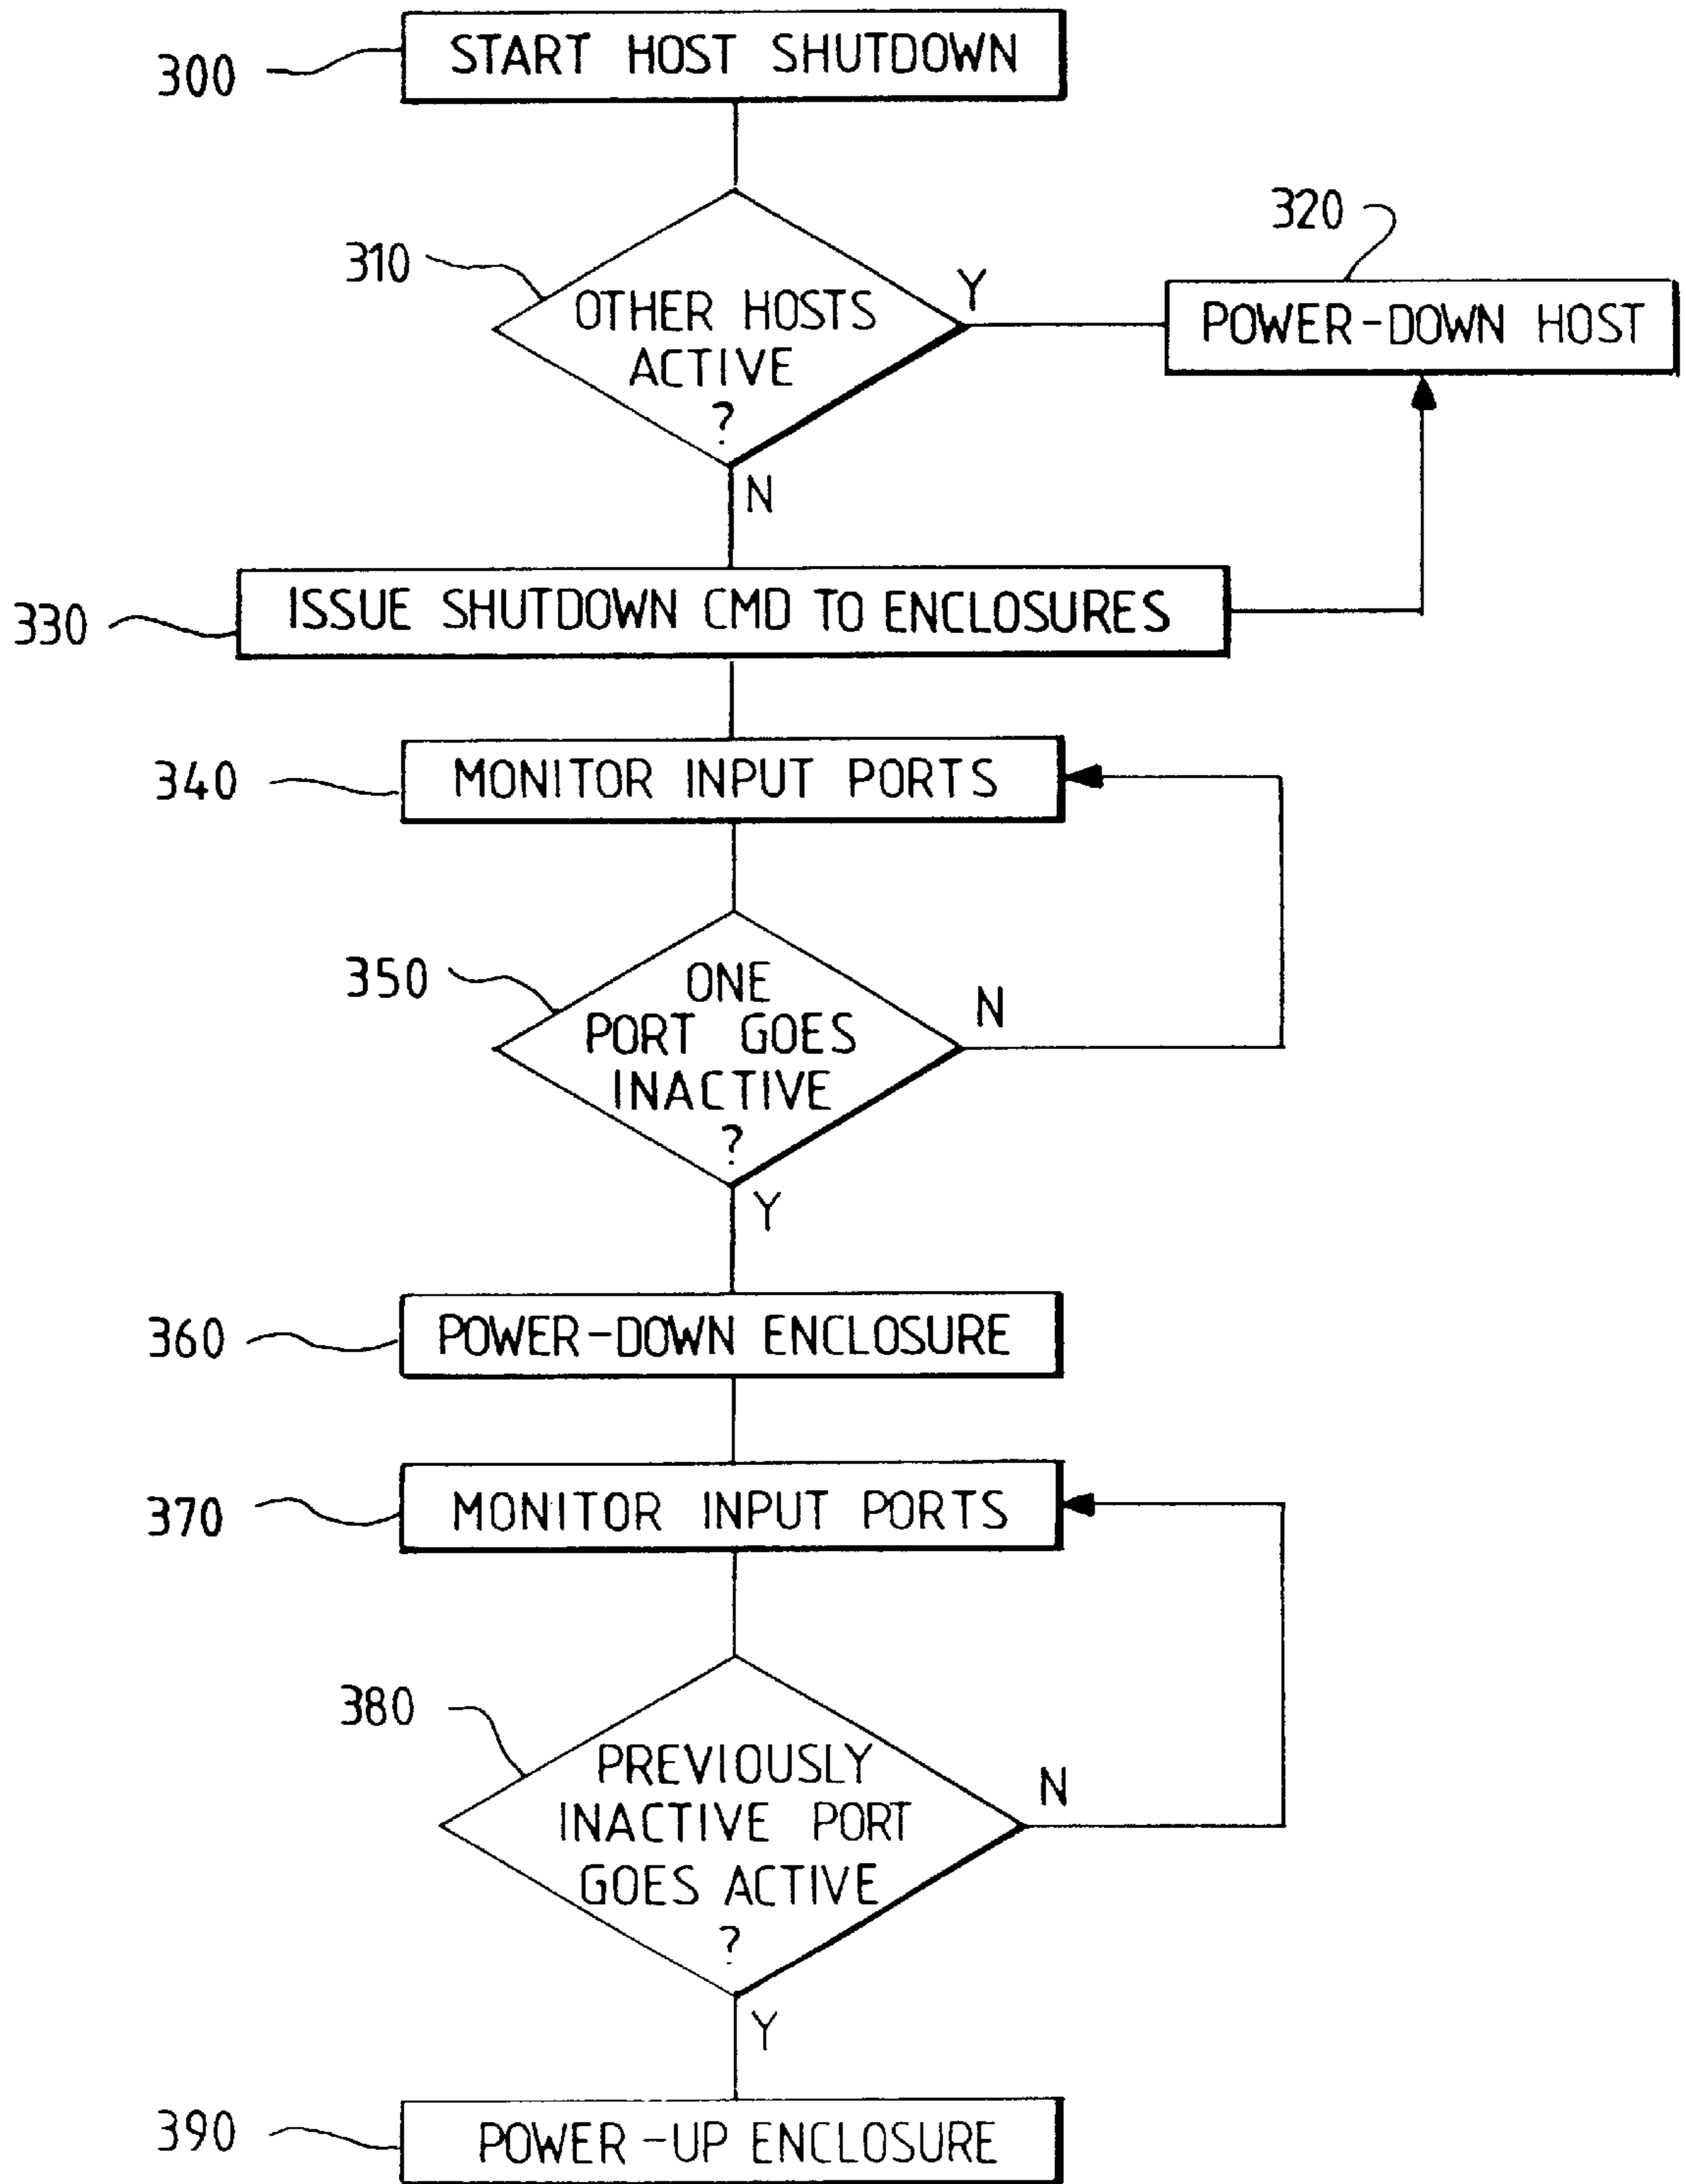 300
START HOST SHUTDOWN
310
OTHER HOSTS
ACTIVE
?
Y
N
320
POWER-DOWN HOST
330
ISSUE SHUTDOWN CMD TO ENCLOSURES
340
MONITOR INPUT PORTS
350
ONE
PORT GOES
INACTIVE
?
N
Y
360
POWER-DOWN ENCLOSURE
370
MONITOR INPUT PORTS
380
PREVIOUSLY
INACTIVE PORT
GOES ACTIVE
?
N
Y
390
POWER-UP ENCLOSURE